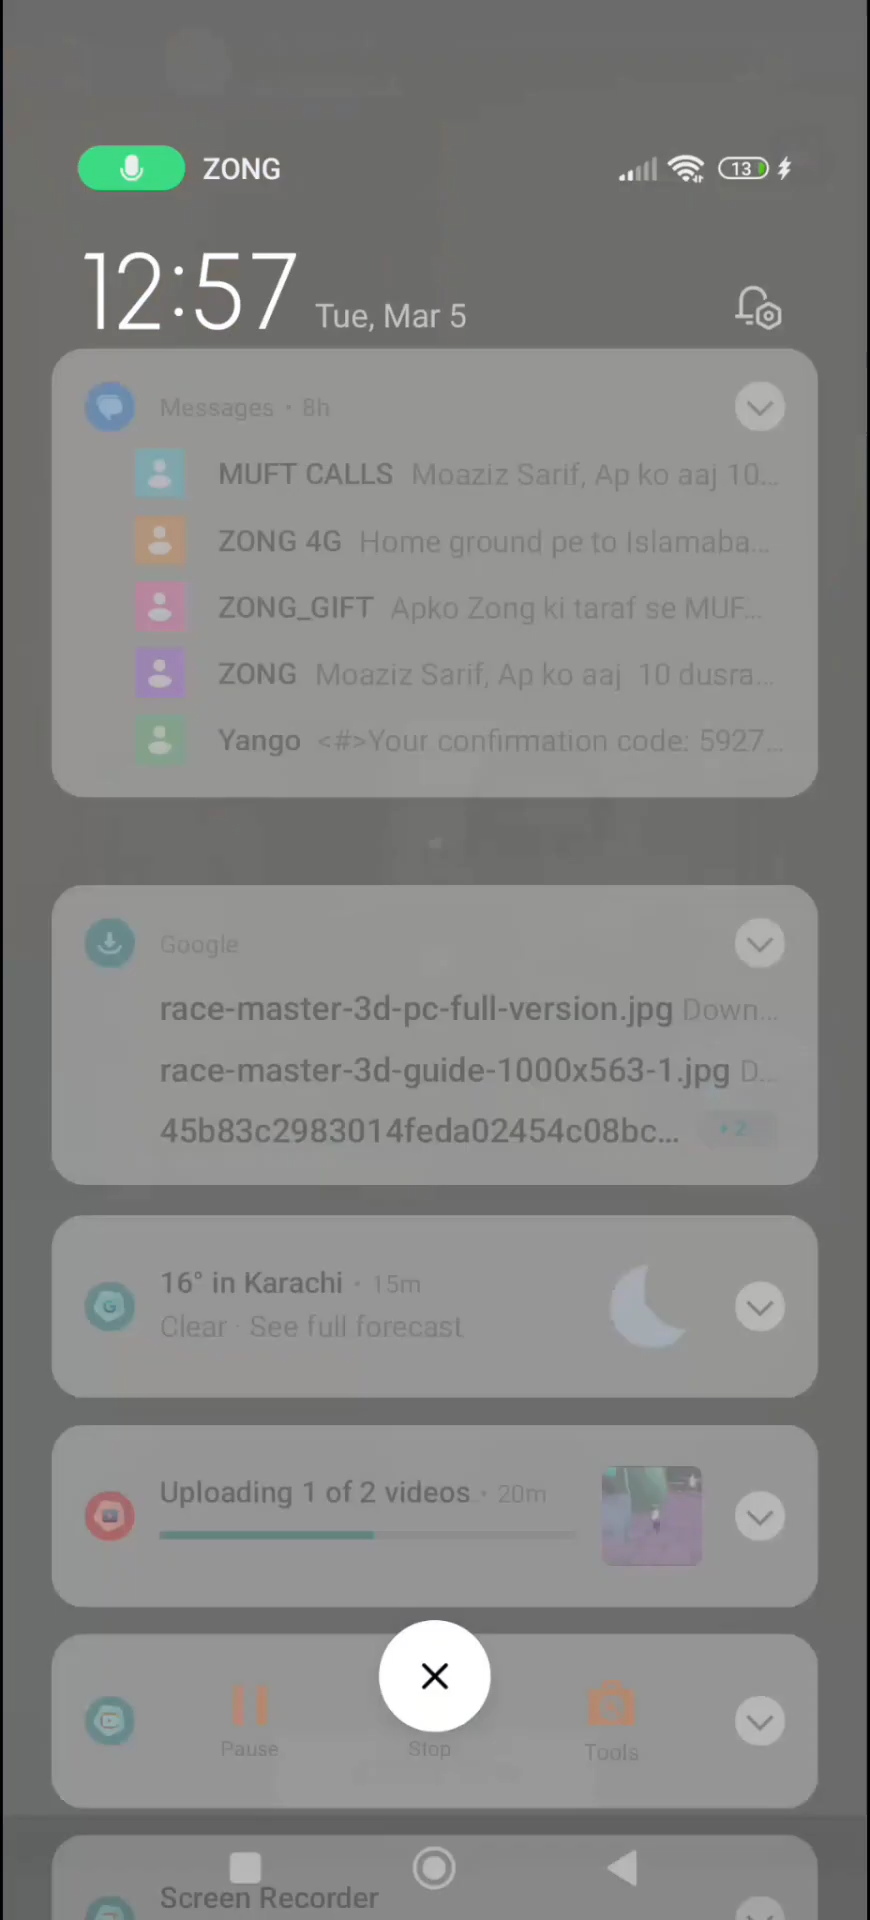 ZONG
13
12:57 Tue, Mar 5
Messages • 8h
MUFT CALLS Moaziz Sarif, Ap ko aaj 10...
ZONG 4G Home ground pe to Islamaba...
ZONG_GIFT Apko Zong ki taraf se MUF...
ZONG Moaziz Sarif, Ap ko aaj 10 dusra...
Yango <#>Your confirmation code: 5927...
Google
race-master-3d-pc-full-version.jpg Down...
race-master-3d-guide-1000x563-1.jpg D...
45b83c2983014feda02454c08bc... +2
16° in Karachi • 15m
Clear · See full forecast
Uploading 1 of 2 videos • 20m
Pause Stop Tools
Screen Recorder